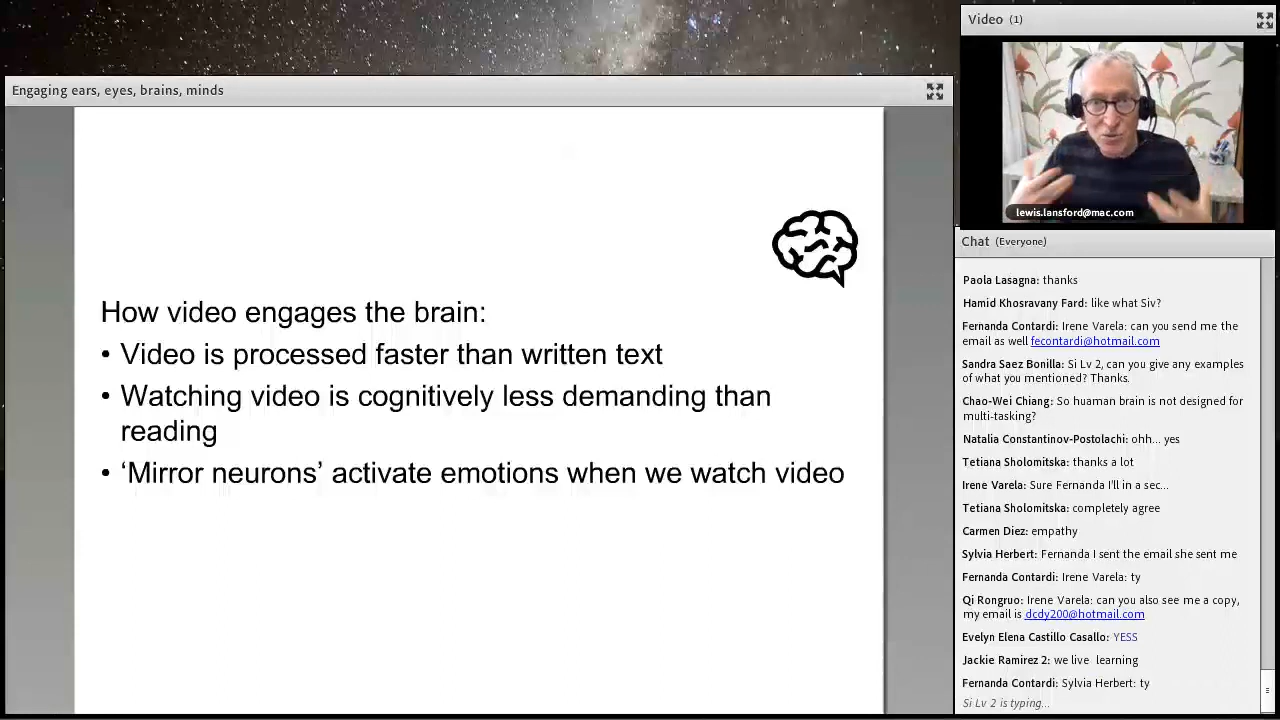 Engaging ears, eyes, brains, minds
How video engages the brain:
• Video is processed faster than written text
• Watching video is cognitively less demanding than
reading
• ‘Mirror neurons’ activate emotions when we watch video
Video (1)
lewis.lansford@mac.com
Chat (Everyone)
Paola Lasagna: thanks
Hamid Khosravany Fard: like what Siv?
Fernanda Contardi: Irene Varela: can you send me the
email as well fecontardi@hotmail.com
Sandra Saez Bonilla: Si Lv 2, can you give any examples
of what you mentioned? Thanks.
Chao-Wei Chiang: So huaman brain is not designed for
multi-tasking?
Natalia Constantinov-Postolachi: ohh... yes
Tetiana Sholomitska: thanks a lot
Irene Varela: Sure Fernanda I'll in a sec...
Tetiana Sholomitska: completely agree
Carmen Diez: empathy
Sylvia Herbert: Fernanda I sent the email she sent me
Fernanda Contardi: Irene Varela: ty
Qi Rongruo: Irene Varela: can you also see me a copy,
my email is dcdy200@hotmail.com
Evelyn Elena Castillo Casallo: YESS
Jackie Ramirez 2: we live learning
Fernanda Contardi: Sylvia Herbert: ty
Si Lv 2 is typing...